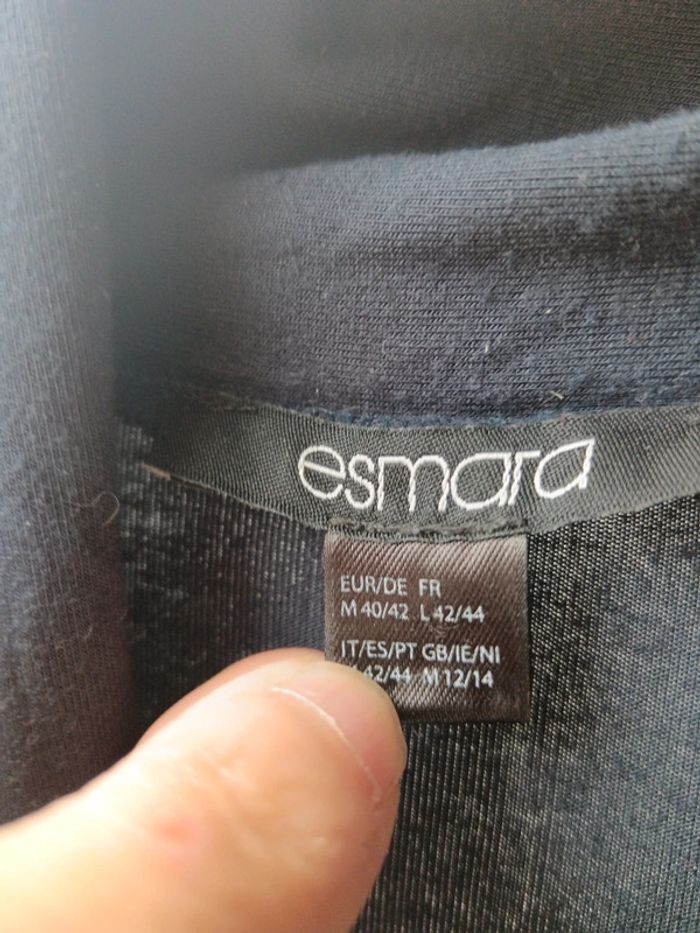 esmara
EUR/DE FR
M 40/42 L 42/44
IT/ES/PT GB/IE/NI
42/44 M 12/14